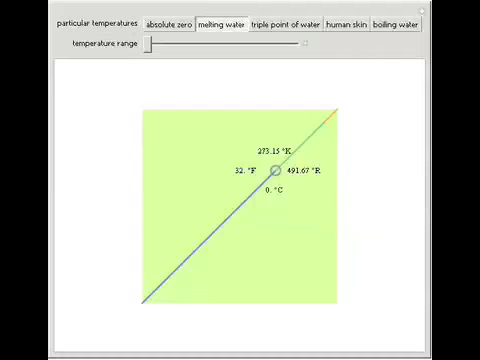 particular temperatures absolute zero melting water triple point of water human skin boiling water
temperature range
273.15 °K
32. °F 491.67 °R
0. °C